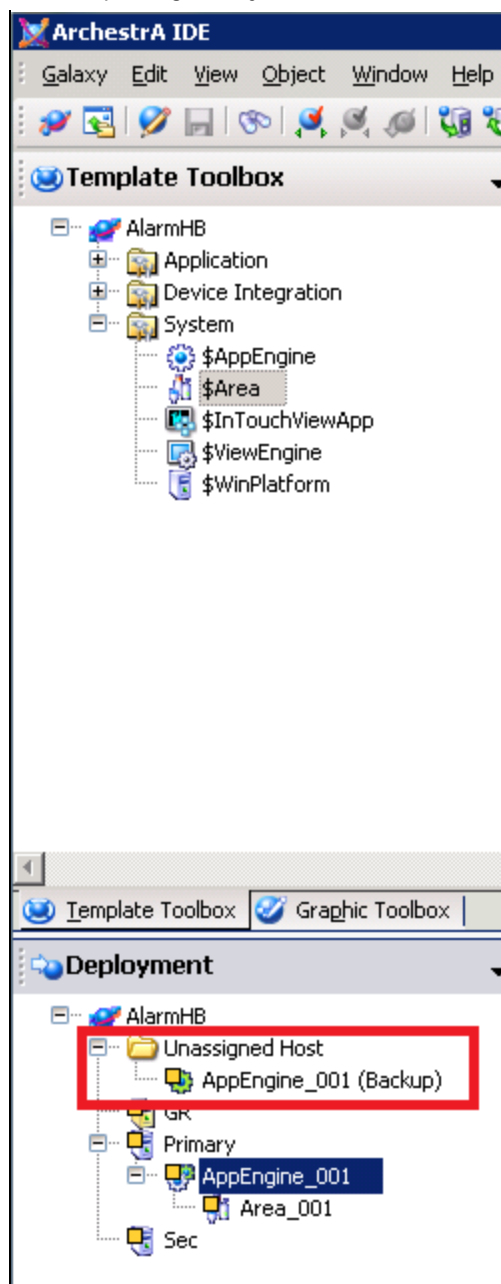 ArchestrA IDE
Galaxy Edit View Object Window Help
Template Toolbox
AlarmHB
Application
Device Integration
System
$AppEngine
$Area
$InTouchViewApp
$ViewEngine
$WinPlatform
Template Toolbox Graphic Toolbox
Deployment
AlarmHB
Unassigned Host
AppEngine_001 (Backup)
GR
Primary
AppEngine_001
Area_001
Sec